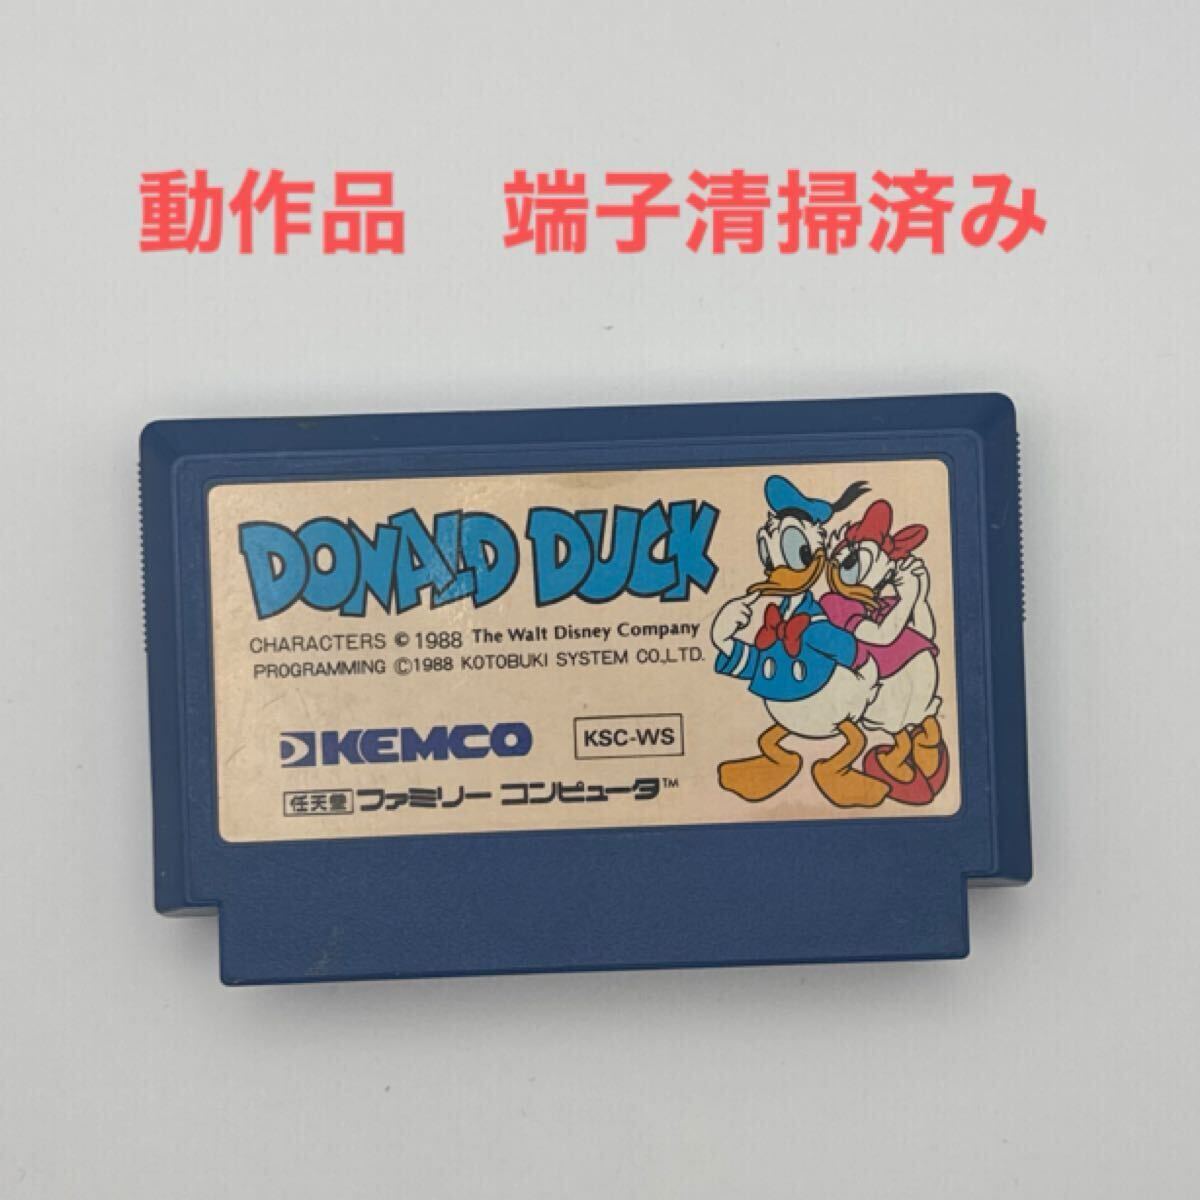 動作品　端子清掃済み
DONALD DUCK
CHARACTERS © 1988 The Walt Disney Company
PROGRAMMING ©1988 KOTOBUKI SYSTEM CO.,LTD.
KEMCO KSC-WS
任天堂 ファミリーコンピュータ™